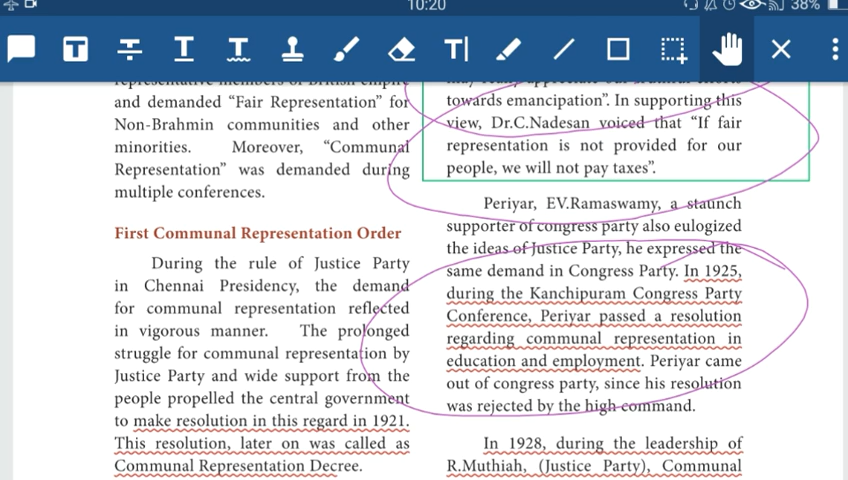 10:20
38%
T T T T T|
representative members of British empire
and demanded “Fair Representation” for
Non-Brahmin communities and other
minorities. Moreover, “Communal
Representation” was demanded during
multiple conferences.
First Communal Representation Order
During the rule of Justice Party
in Chennai Presidency, the demand
for communal representation reflected
in vigorous manner. The prolonged
struggle for communal representation by
Justice Party and wide support from the
people propelled the central government
to make resolution in this regard in 1921.
This resolution, later on was called as
Communal Representation Decree.
towards emancipation”. In supporting this
view, Dr.C.Nadesan voiced that “If fair
representation is not provided for our
people, we will not pay taxes”.
Periyar, EV.Ramaswamy, a staunch
supporter of congress party also eulogized
the ideas of Justice Party, he expressed the
same demand in Congress Party. In 1925,
during the Kanchipuram Congress Party
Conference, Periyar passed a resolution
regarding communal representation in
education and employment. Periyar came
out of congress party, since his resolution
was rejected by the high command.
In 1928, during the leadership of
R.Muthiah, (Justice Party), Communal